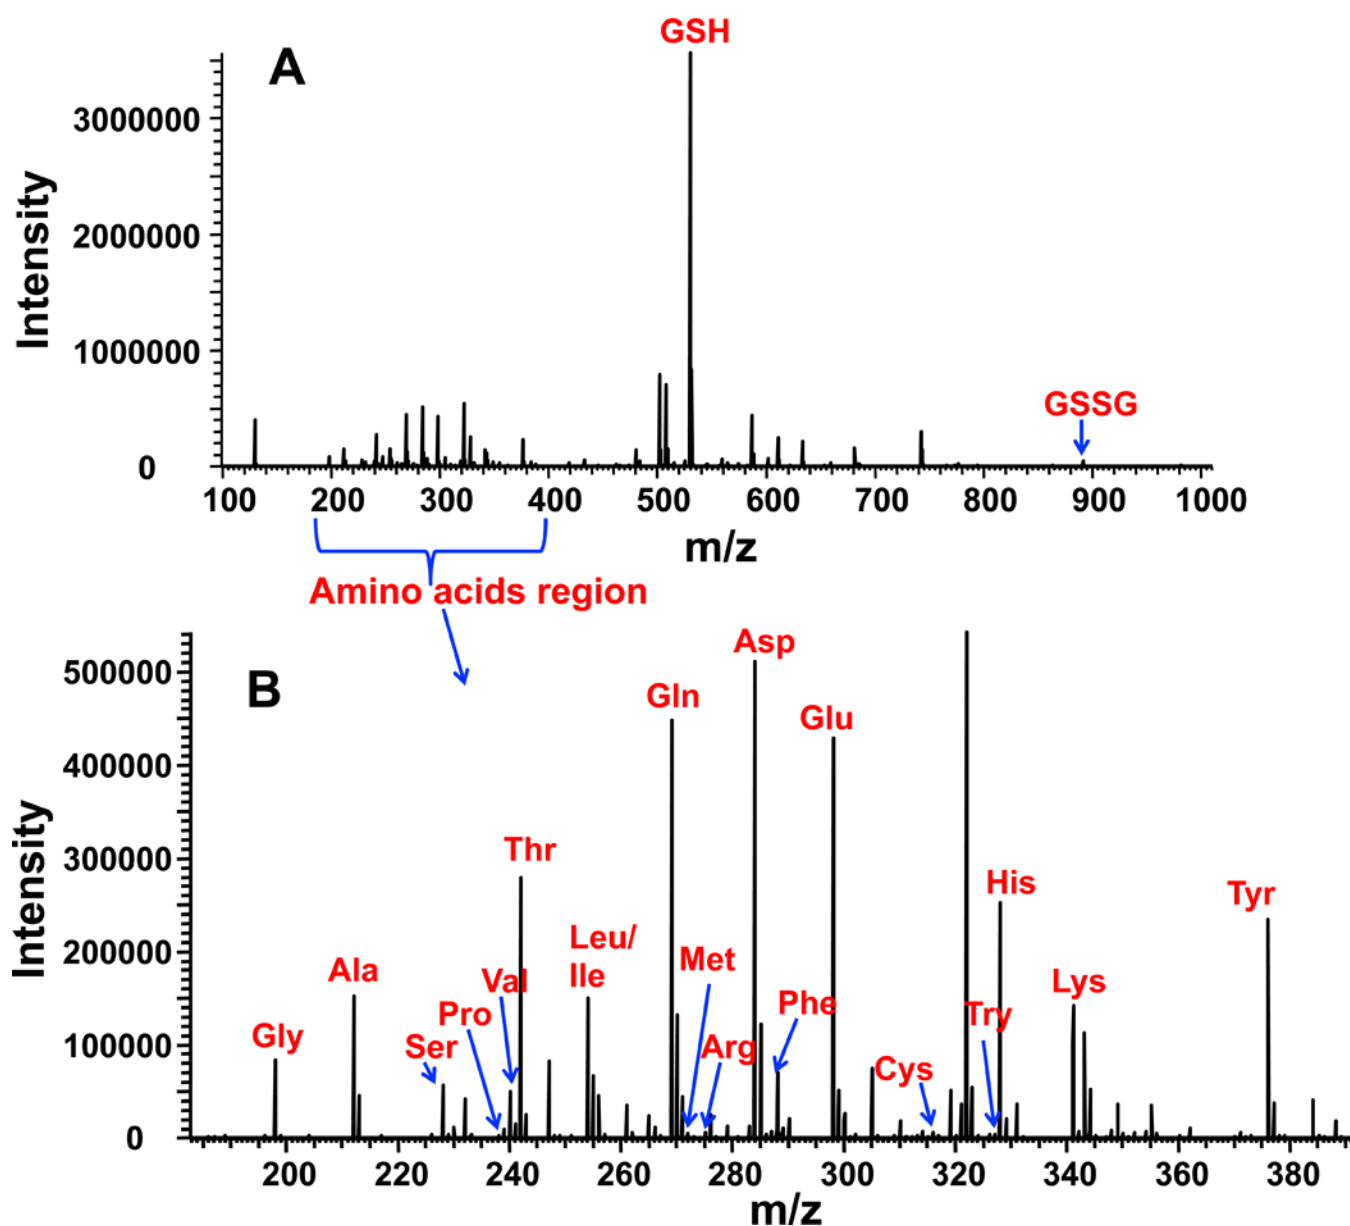 GSH
A
3000000
2000000
1000000
0
Intensity
GSSG
100 200 300 400 500 600 700 800 900 1000
m/z
Amino acids region
B
500000
400000
300000
200000
100000
0
Intensity
Asp
Gln
Glu
Thr
His
Tyr
Leu/
Ile
Met
Ala
Val
Lys
Phe
Pro
Try
Gly
Ser
Arg
Cys
200 220 240 260 280 300 320 340 360 380
m/z